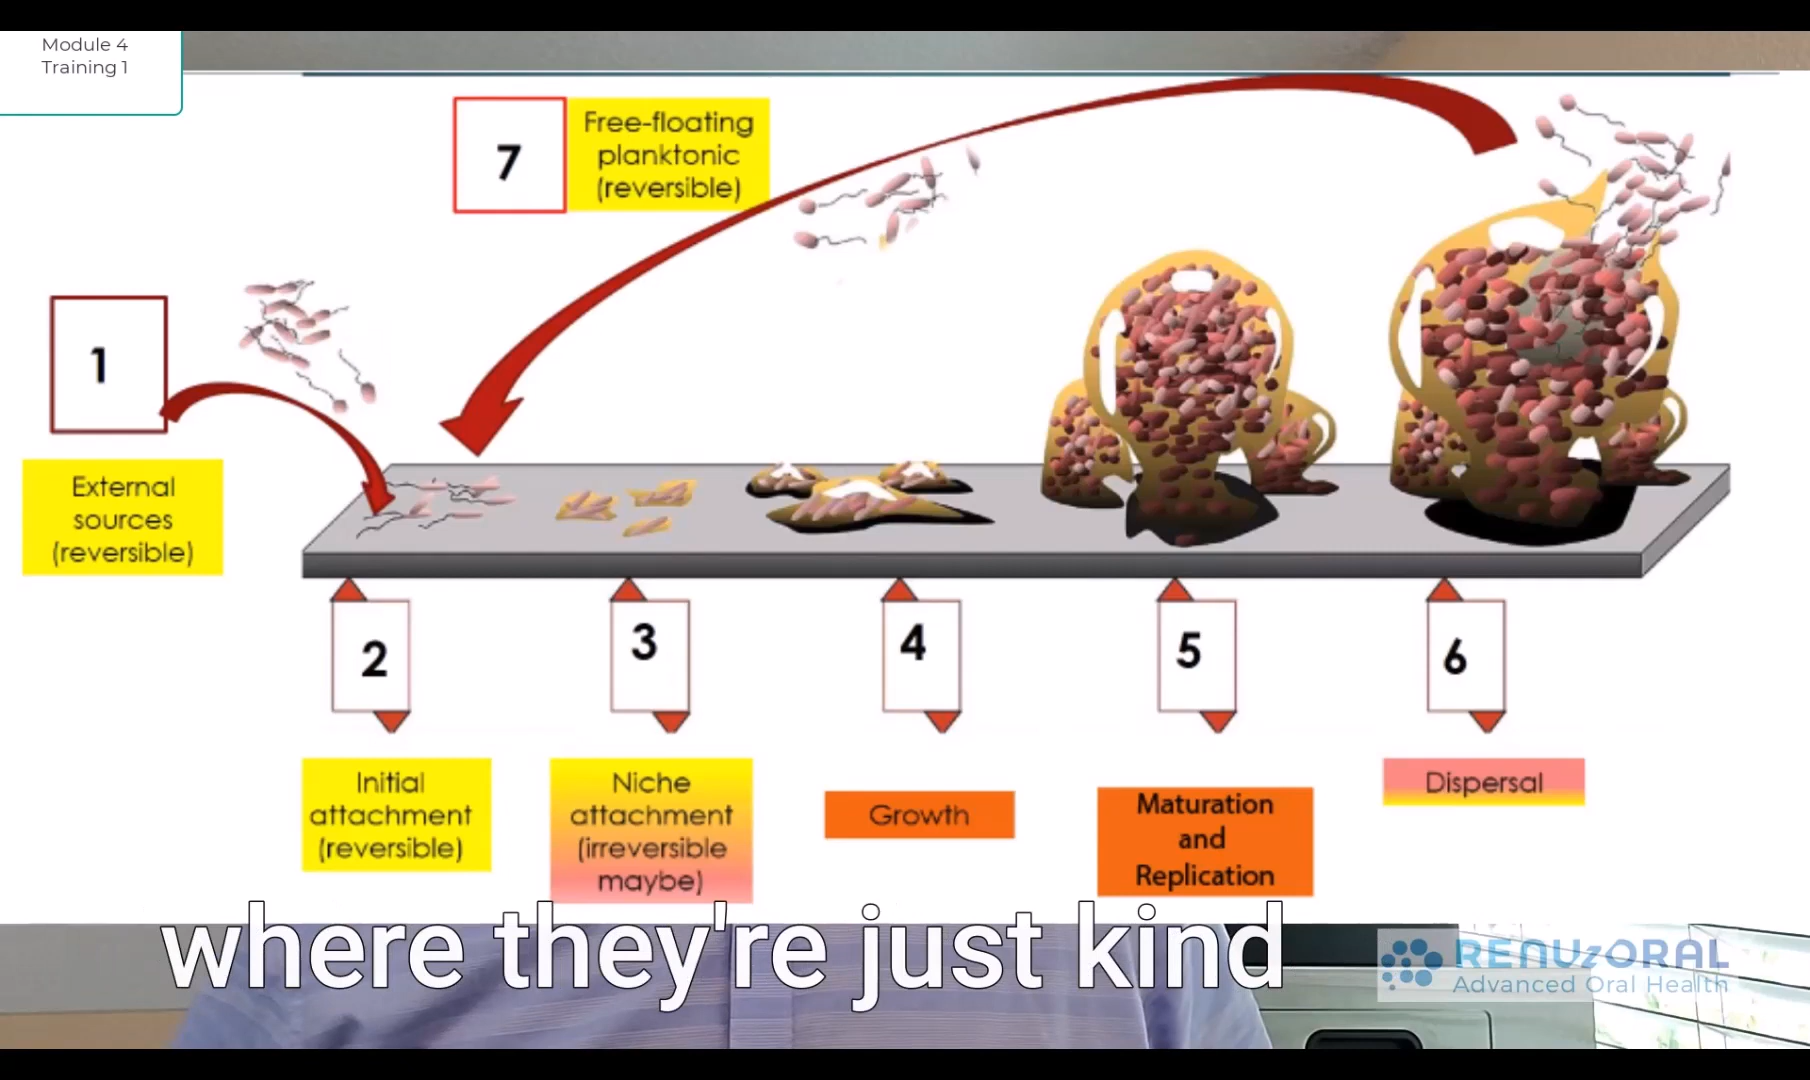 Module 4
Training 1
7
Free-floating
planktonic
(reversible)
1
External
sources
(reversible)
2
3
4
5
6
Initial
attachment
(reversible)
Niche
attachment
(irreversible
maybe)
Growth
Maturation
and
Replication
Dispersal
where they're just kind
RENUzORAL
Advanced Oral Health